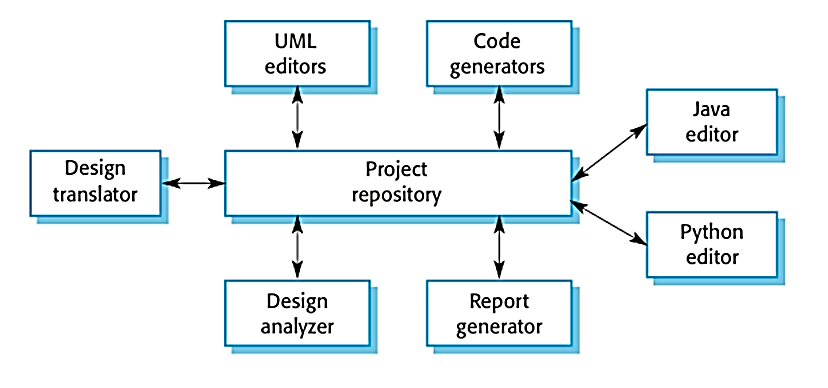 UML
editors
Code
generators
Java
editor
Design
translator
Project
repository
Python
editor
Design
analyzer
Report
generator